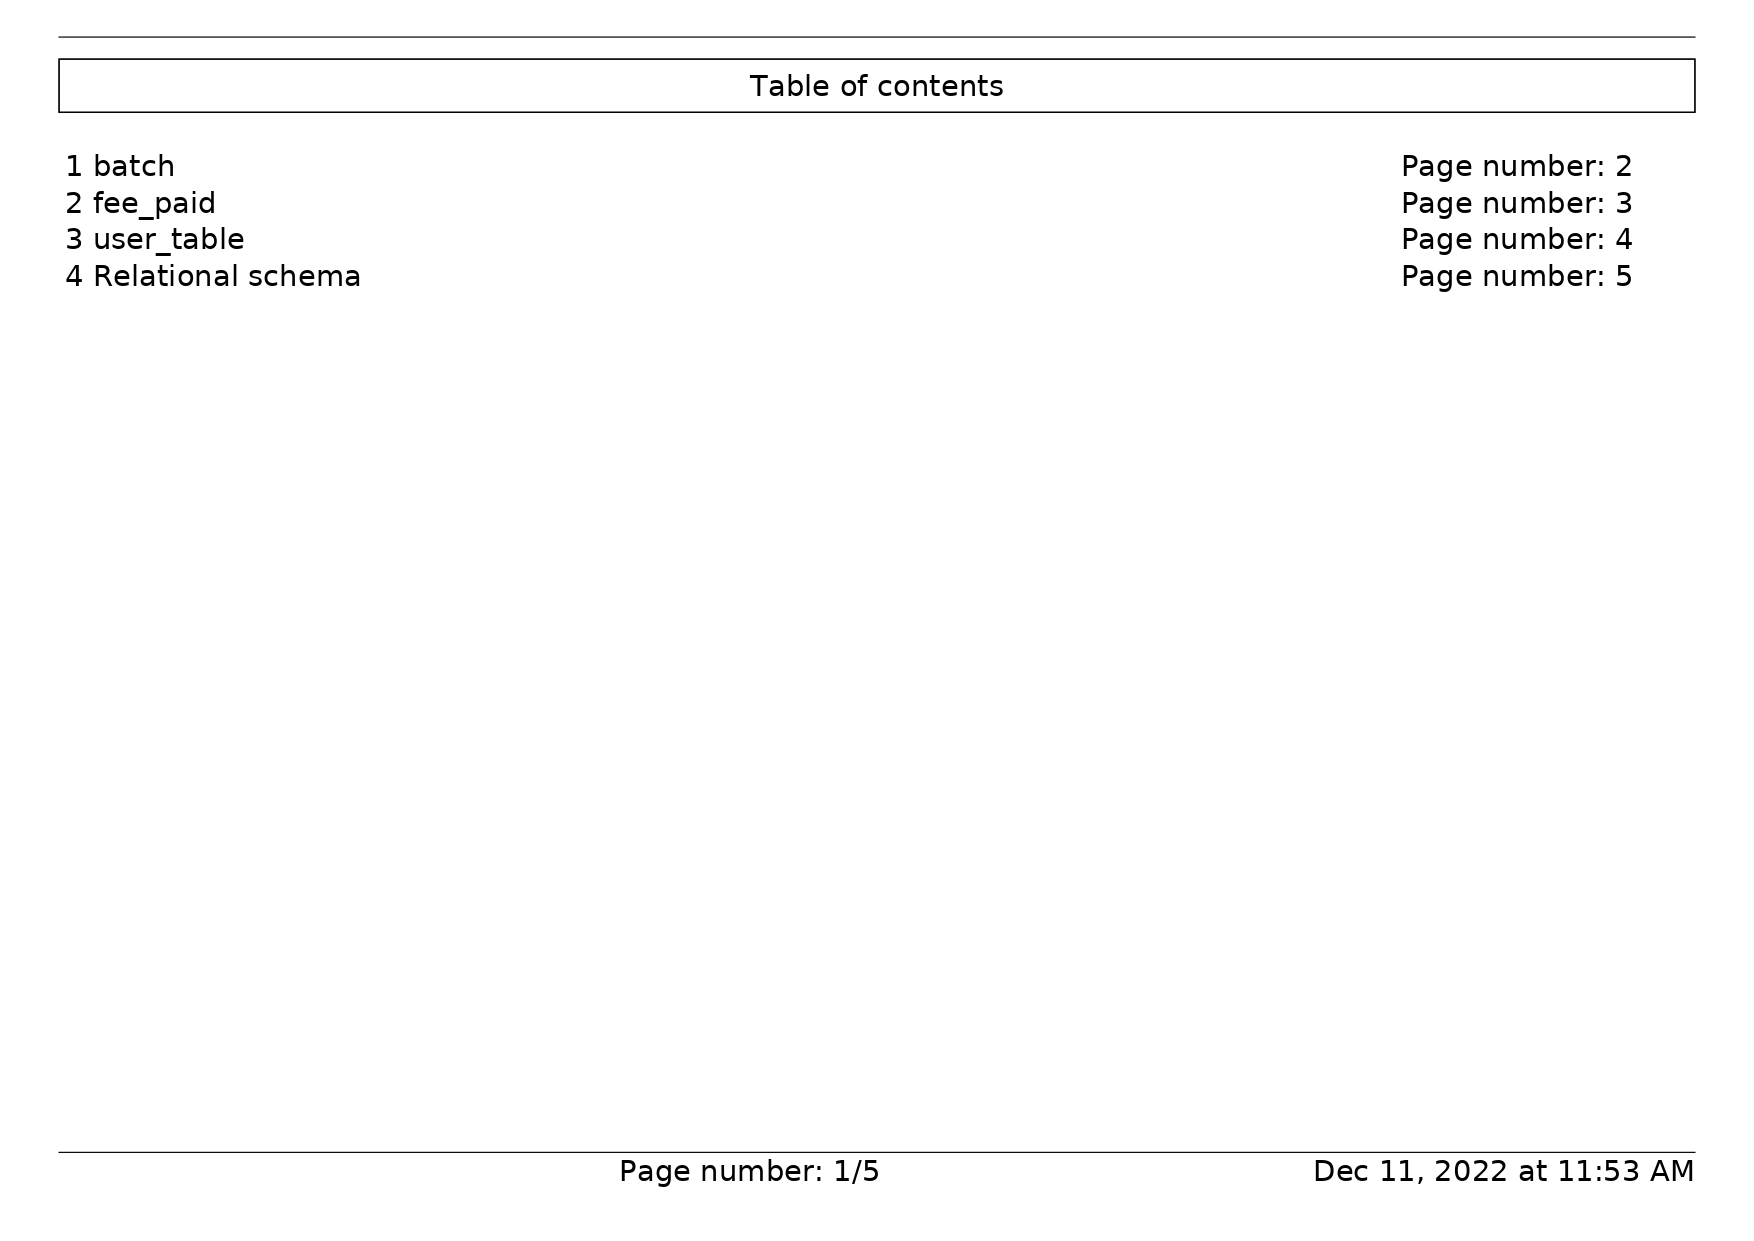 Table of contents
1 batch Page number: 2
2 fee_paid Page number: 3
3 user_table Page number: 4
4 Relational schema Page number: 5
Page number: 1/5 Dec 11, 2022 at 11:53 AM